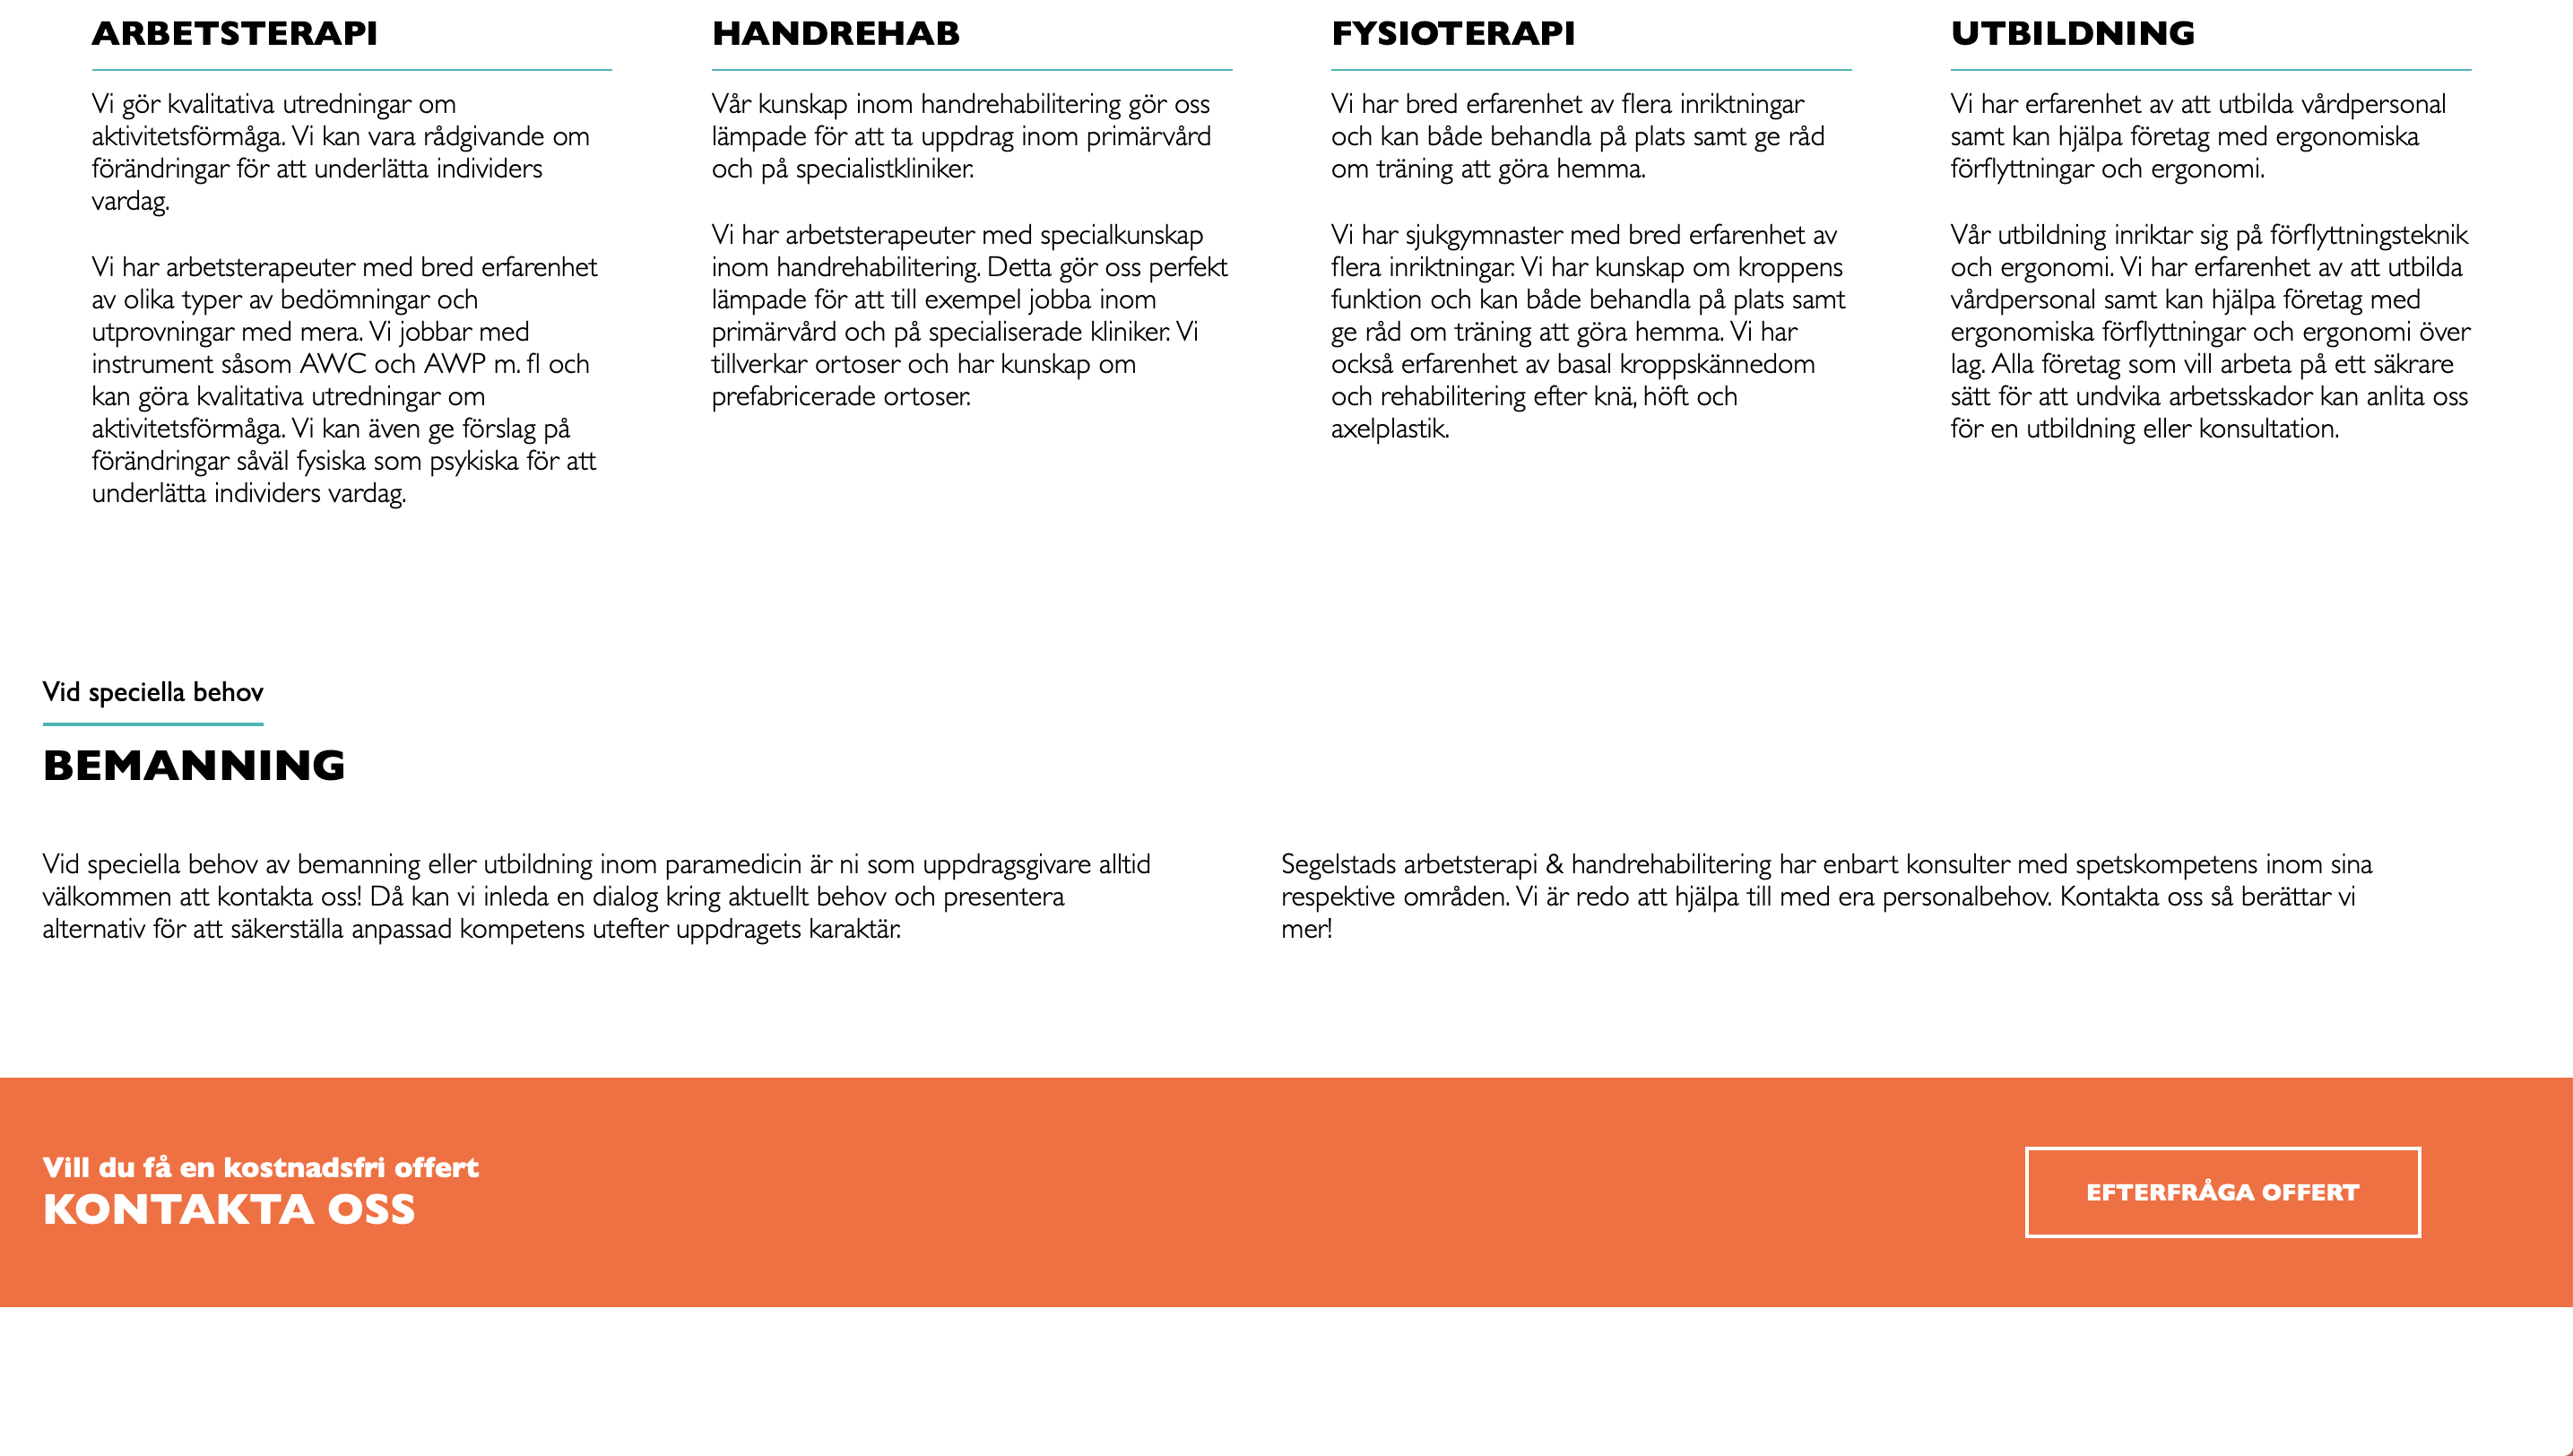 ARBETSTERAPI
Vi gör kvalitativa utredningar om
aktivitetsförmåga. Vi kan vara rådgivande om
förändringar för att underlätta individers
vardag.
Vi har arbetsterapeuter med bred erfarenhet
av olika typer av bedömningar och
utprovningar med mera. Vi jobbar med
instrument såsom AWC och AWP m. fl och
kan göra kvalitativa utredningar om
aktivitetsförmåga. Vi kan även ge förslag på
förändringar såväl fysiska som psykiska för att
underlätta individers vardag.
HANDREHAB
Vår kunskap inom handrehabilitering gör oss
lämpade för att ta uppdrag inom primärvård
och på specialistkliniker.
Vi har arbetsterapeuter med specialkunskap
inom handrehabilitering. Detta gör oss perfekt
lämpade för att till exempel jobba inom
primärvård och på specialiserade kliniker. Vi
tillverkar ortoser och har kunskap om
prefabricerade ortoser.
FYSIOTERAPI
Vi har bred erfarenhet av flera inriktningar
och kan både behandla på plats samt ge råd
om träning att göra hemma.
Vi har sjukgymnaster med bred erfarenhet av
flera inriktningar. Vi har kunskap om kroppens
funktion och kan både behandla på plats samt
ge råd om träning att göra hemma. Vi har
också erfarenhet av basal kroppskännedom
och rehabilitering efter knä, höft och
axelplastik.
UTBILDNING
Vi har erfarenhet av att utbilda vårdpersonal
samt kan hjälpa företag med ergonomiska
förflyttningar och ergonomi.
Vår utbildning inriktar sig på förflyttningsteknik
och ergonomi. Vi har erfarenhet av att utbilda
vårdpersonal samt kan hjälpa företag med
ergonomiska förflyttningar och ergonomi över
lag. Alla företag som vill arbeta på ett säkrare
sätt för att undvika arbetsskador kan anlita oss
för en utbildning eller konsultation.
Vid speciella behov
BEMANNING
Vid speciella behov av bemanning eller utbildning inom paramedicin är ni som uppdragsgivare alltid
välkommen att kontakta oss! Då kan vi inleda en dialog kring aktuellt behov och presentera
alternativ för att säkerställa anpassad kompetens utefter uppdragets karaktär.
Segelstads arbetsterapi & handrehabilitering har enbart konsulter med spetskompetens inom sina
respektive områden. Vi är redo att hjälpa till med era personalbehov. Kontakta oss så berättar vi
mer!
Vill du få en kostnadsfri offert
KONTAKTA OSS
EFTERFRÅGA OFFERT